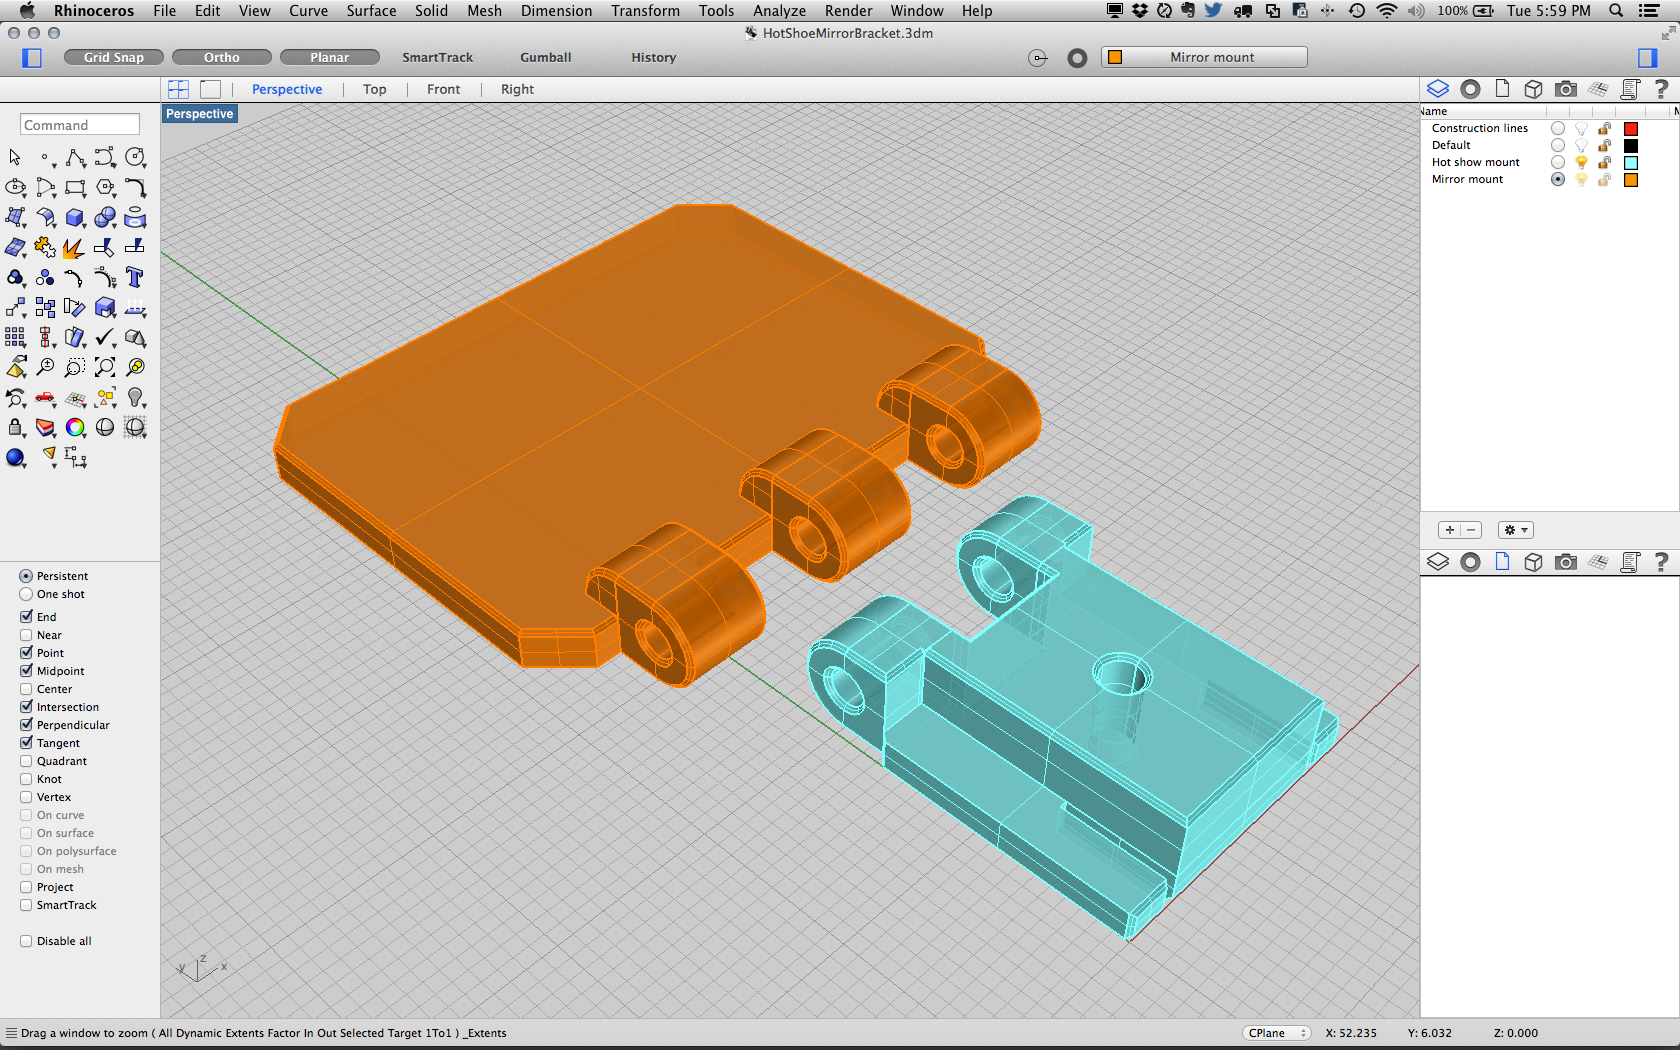 Rhinoceros File Edit View Curve Surface Solid Mesh Dimension Transform Tools Analyze Render Window Help 100% Tue 5:59 PM
HotShoeMirrorBracket.3dm
Grid Snap Ortho Planar SmartTrack Gumball History Mirror mount
Perspective Top Front Right
Perspective
Command
Name
Construction lines
Default
Hot show mount
Mirror mount
Persistent
One shot
End
Near
Point
Midpoint
Center
Intersection
Perpendicular
Tangent
Quadrant
Knot
Vertex
On curve
On surface
On polysurface
On mesh
Project
SmartTrack
Disable all
z
y x
Drag a window to zoom ( All Dynamic Extents Factor In Out Selected Target 1To1 ) _Extents CPlane X: 52.235 Y: 6.032 Z: 0.000